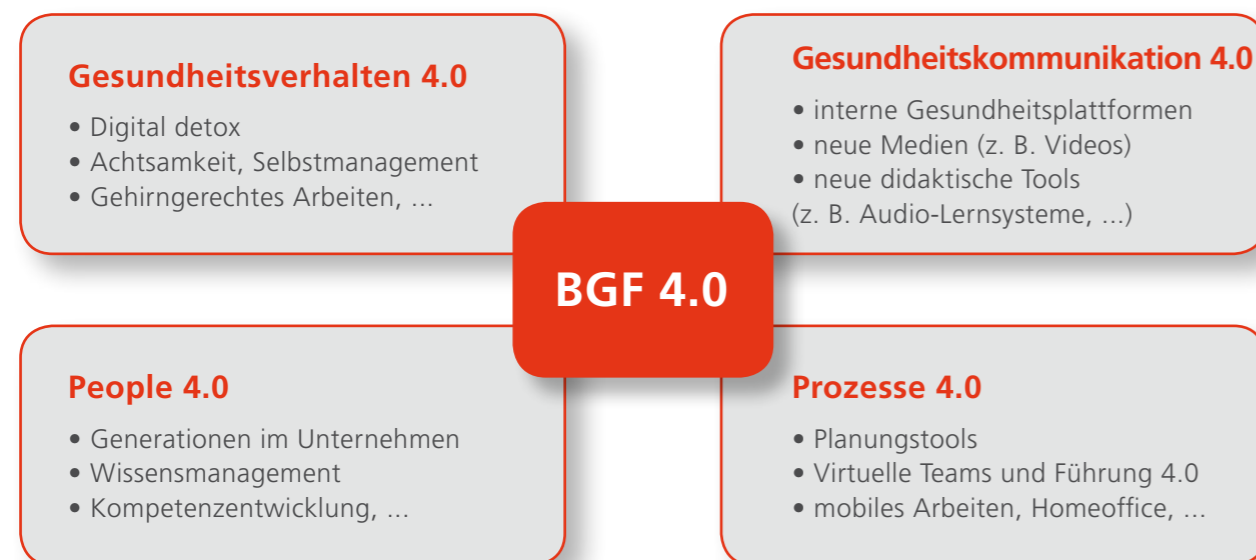 Gesundheitsverhalten 4.0
• Digital detox
• Achtsamkeit, Selbstmanagement
• Gehirngerechtes Arbeiten, ...
Gesundheitskommunikation 4.0
• interne Gesundheitsplattformen
• neue Medien (z. B. Videos)
• neue didaktische Tools
(z. B. Audio-Lernsysteme, ...)
BGF 4.0
People 4.0
• Generationen im Unternehmen
• Wissensmanagement
• Kompetenzentwicklung, ...
Prozesse 4.0
• Planungstools
• Virtuelle Teams und Führung 4.0
• mobiles Arbeiten, Homeoffice, ...